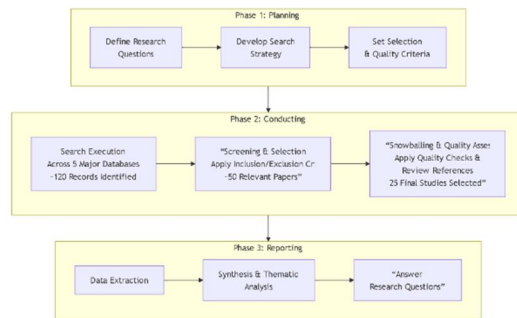 Phase 1: Planning
Define Research
Questions
Develop Search
Strategy
Set Selection
& Quality Criteria
Phase 2: Conducting
Search Execution
Across 5 Major Databases
~120 Records Identified
“Screening & Selection
Apply Inclusion/Exclusion Cr
~50 Relevant Papers”
“Snowballing & Quality Asses
Apply Quality Checks &
Review References
25 Final Studies Selected”
Phase 3: Reporting
Data Extraction
Synthesis & Thematic
Analysis
“Answer
Research Questions”